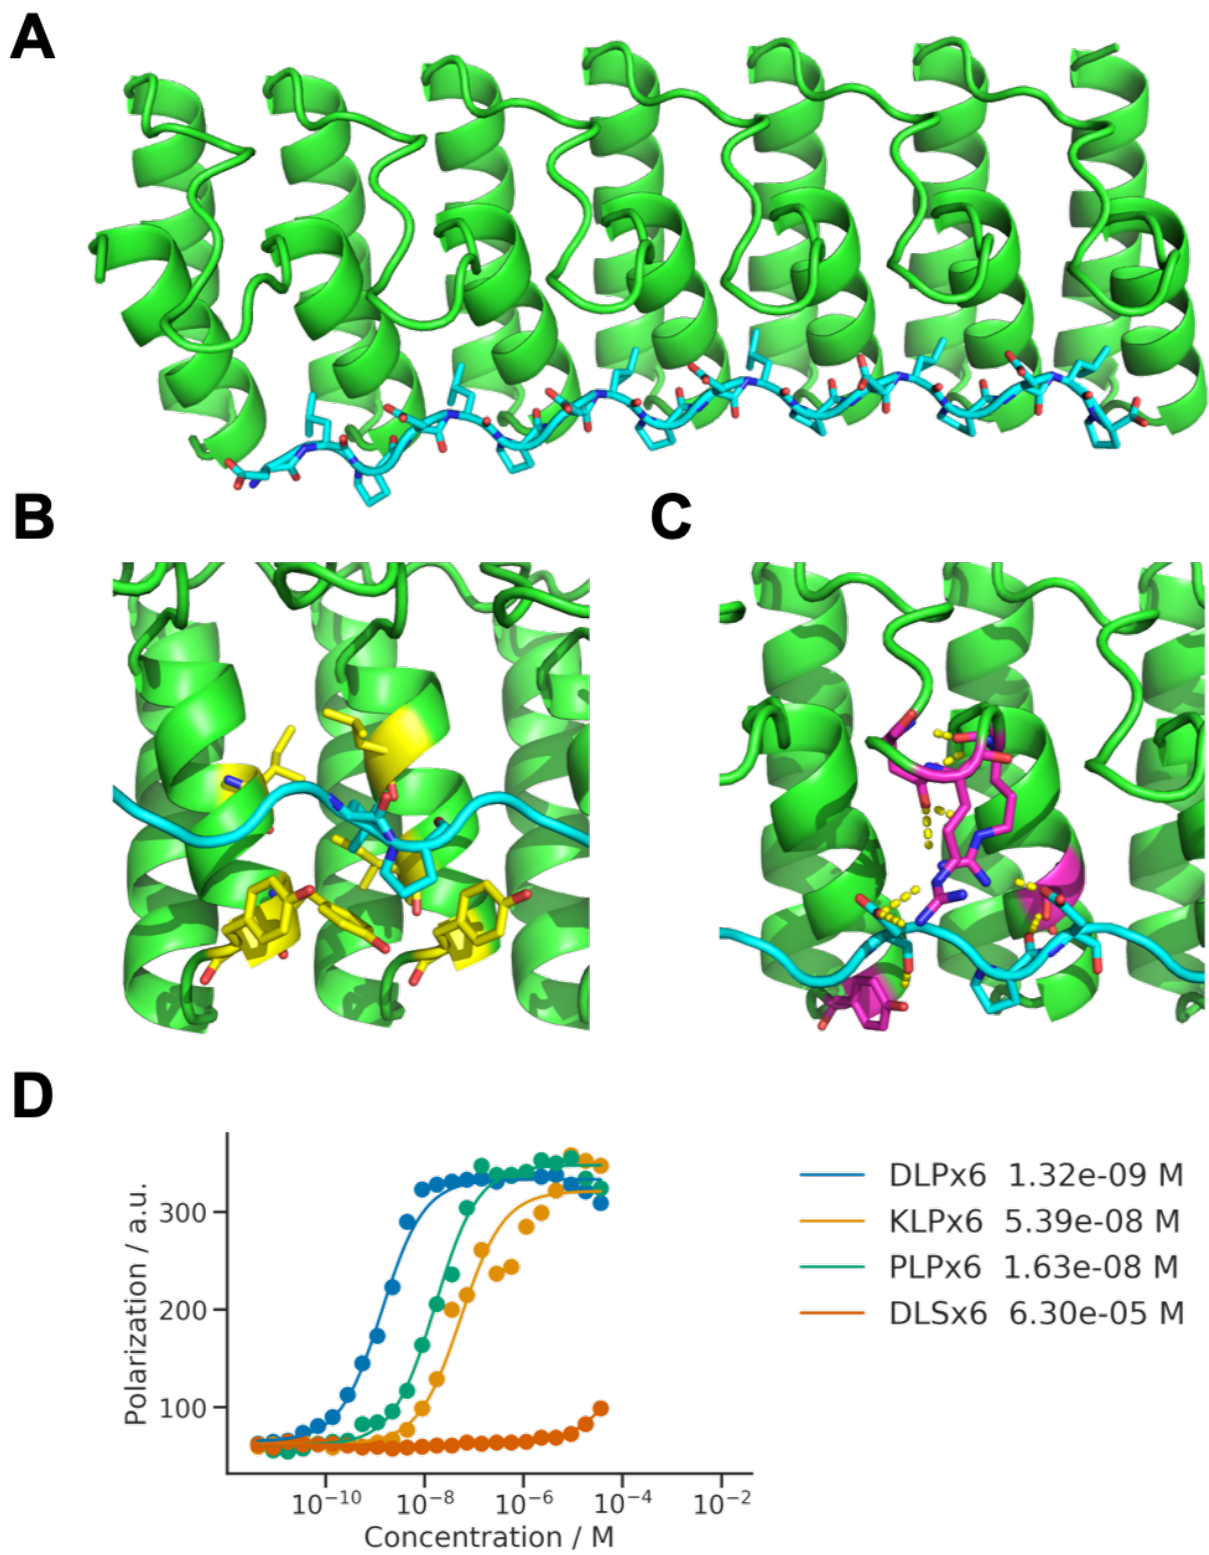 A
B
C
D
Polarization / a.u.
300
200
100
10⁻¹⁰
10⁻⁸
10⁻⁶
10⁻⁴
10⁻²
Concentration / M
DLPx6 1.32e-09 M
KLPx6 5.39e-08 M
PLPx6 1.63e-08 M
DLSx6 6.30e-05 M